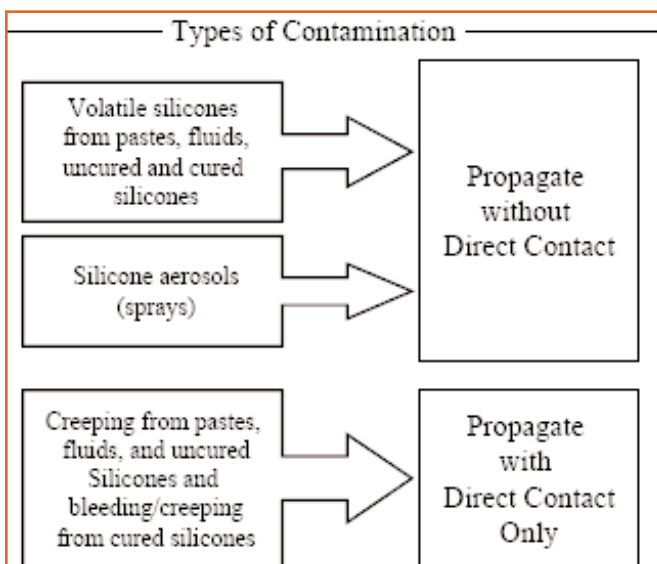 Types of Contamination
Volatile silicones
from pastes, fluids,
uncured and cured
silicones
Propagate
without
Direct Contact
Silicone aerosols
(sprays)
Creeping from pastes,
fluids, and uncured
Silicones and
bleeding/creeping
from cured silicones
Propagate
with
Direct Contact
Only